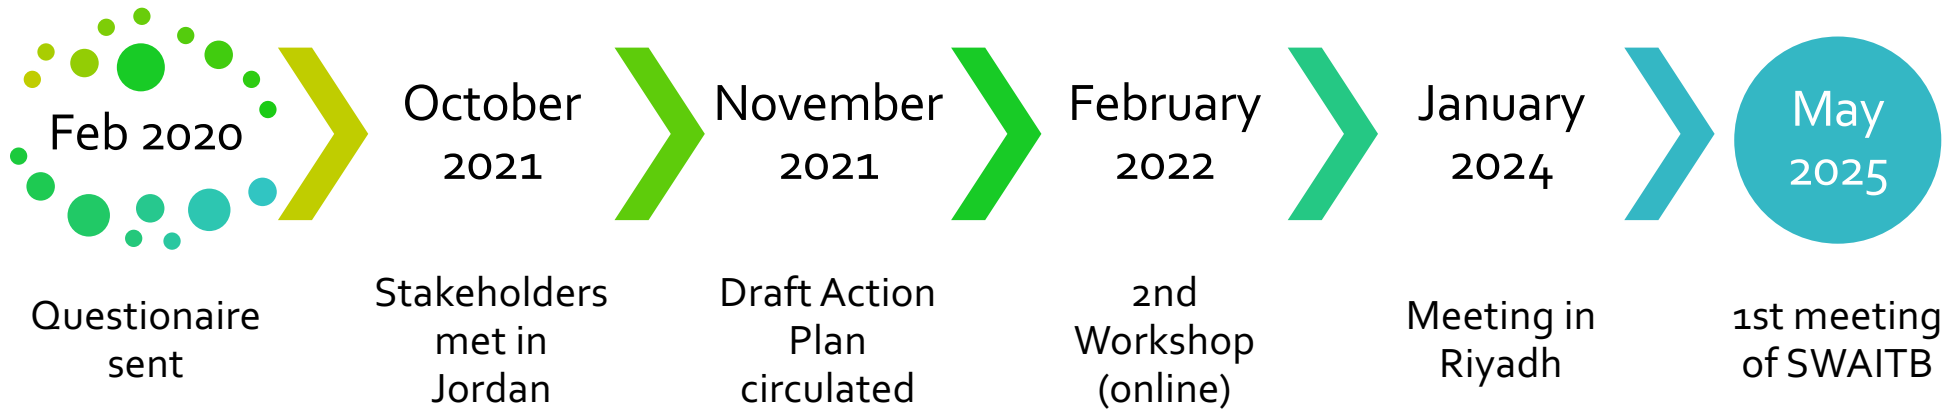 Feb 2020
October
2021
November
2021
February
2022
January
2024
May
2025
Questionaire
sent
Stakeholders
met in
Jordan
Draft Action
Plan
circulated
2nd
Workshop
(online)
Meeting in
Riyadh
1st meeting
of SWAITB